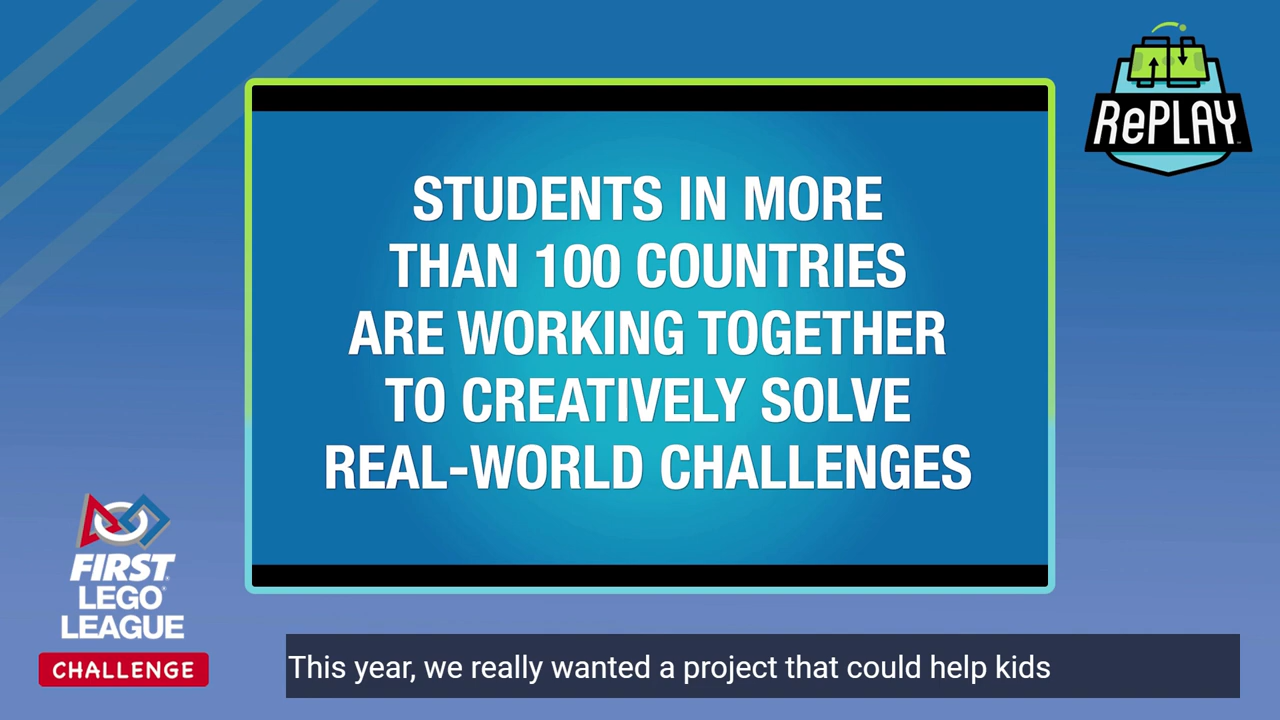 RePLAY
STUDENTS IN MORE
THAN 100 COUNTRIES
ARE WORKING TOGETHER
TO CREATIVELY SOLVE
REAL-WORLD CHALLENGES
FIRST
LEGO
LEAGUE
CHALLENGE
This year, we really wanted a project that could help kids